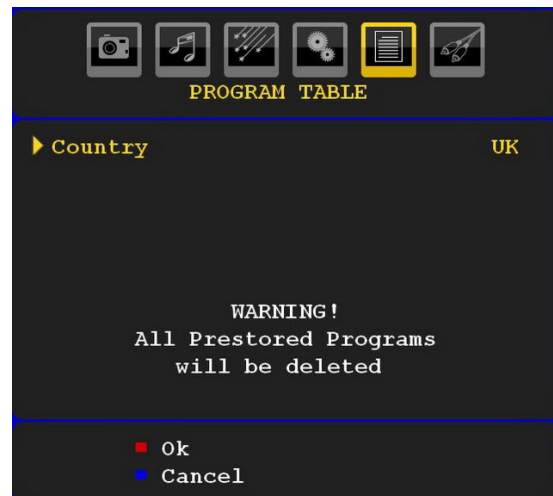 PROGRAM TABLE
Country UK
WARNING!
All Prestored Programs
will be deleted
Ok
Cancel